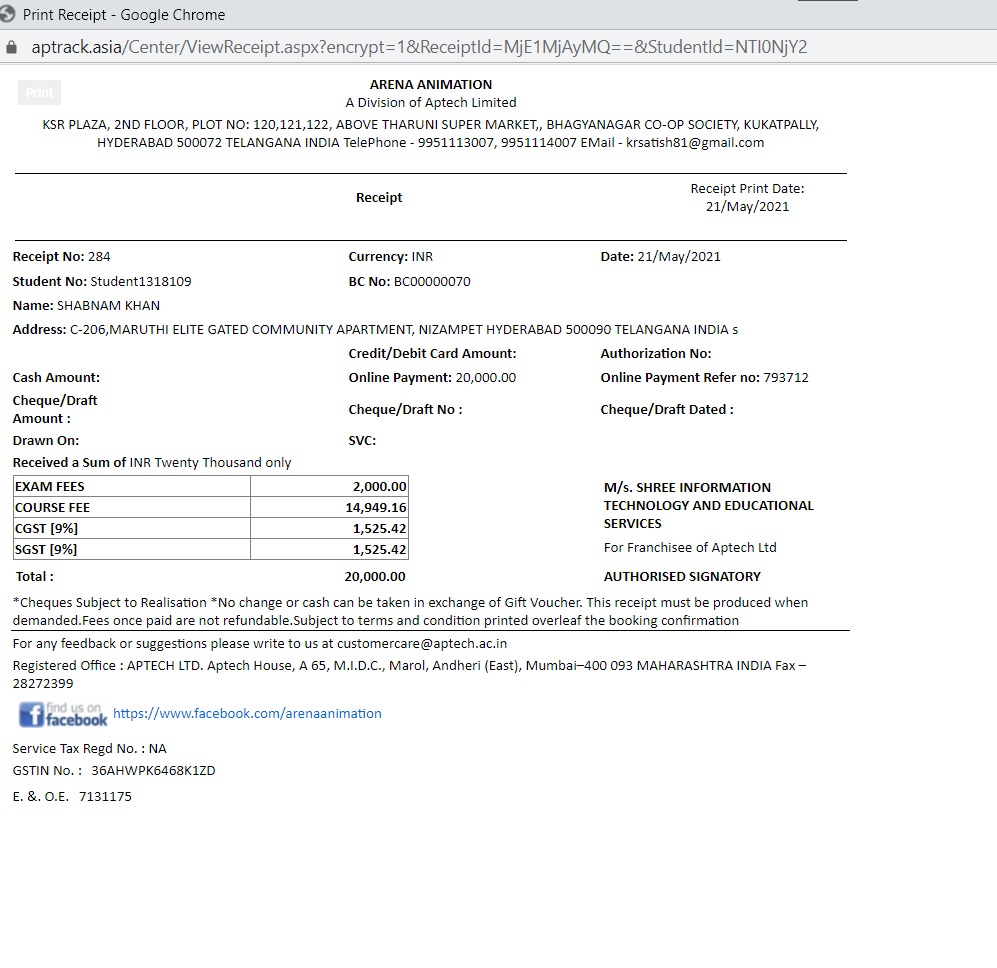 Print Receipt - Google Chrome
aptrack.asia/Center/ViewReceipt.aspx?encrypt=1&ReceiptId=MjE1MjAyMQ==&StudentId=NTI0NjY2
Print
ARENA ANIMATION
A Division of Aptech Limited
KSR PLAZA, 2ND FLOOR, PLOT NO: 120,121,122, ABOVE THARUNI SUPER MARKET,, BHAGYANAGAR CO-OP SOCIETY, KUKATPALLY,
HYDERABAD 500072 TELANGANA INDIA TelePhone - 9951113007, 9951114007 EMail - krsatish81@gmail.com
Receipt
Receipt Print Date:
21/May/2021
Receipt No: 284 Currency: INR Date: 21/May/2021
Student No: Student1318109 BC No: BC00000070
Name: SHABNAM KHAN
Address: C-206,MARUTHI ELITE GATED COMMUNITY APARTMENT, NIZAMPET HYDERABAD 500090 TELANGANA INDIA s
Credit/Debit Card Amount: Authorization No:
Cash Amount: Online Payment: 20,000.00 Online Payment Refer no: 793712
Cheque/Draft
Amount : Cheque/Draft No : Cheque/Draft Dated :
Drawn On: SVC:
Received a Sum of INR Twenty Thousand only
EXAM FEES 2,000.00
COURSE FEE 14,949.16
CGST [9%] 1,525.42
SGST [9%] 1,525.42
Total : 20,000.00
M/s. SHREE INFORMATION
TECHNOLOGY AND EDUCATIONAL
SERVICES
For Franchisee of Aptech Ltd
AUTHORISED SIGNATORY
*Cheques Subject to Realisation *No change or cash can be taken in exchange of Gift Voucher. This receipt must be produced when
demanded.Fees once paid are not refundable.Subject to terms and condition printed overleaf the booking confirmation
For any feedback or suggestions please write to us at customercare@aptech.ac.in
Registered Office : APTECH LTD. Aptech House, A 65, M.I.D.C., Marol, Andheri (East), Mumbai–400 093 MAHARASHTRA INDIA Fax –
28272399
find us on
facebook https://www.facebook.com/arenaanimation
Service Tax Regd No. : NA
GSTIN No. : 36AHWPK6468K1ZD
E. &. O.E. 7131175